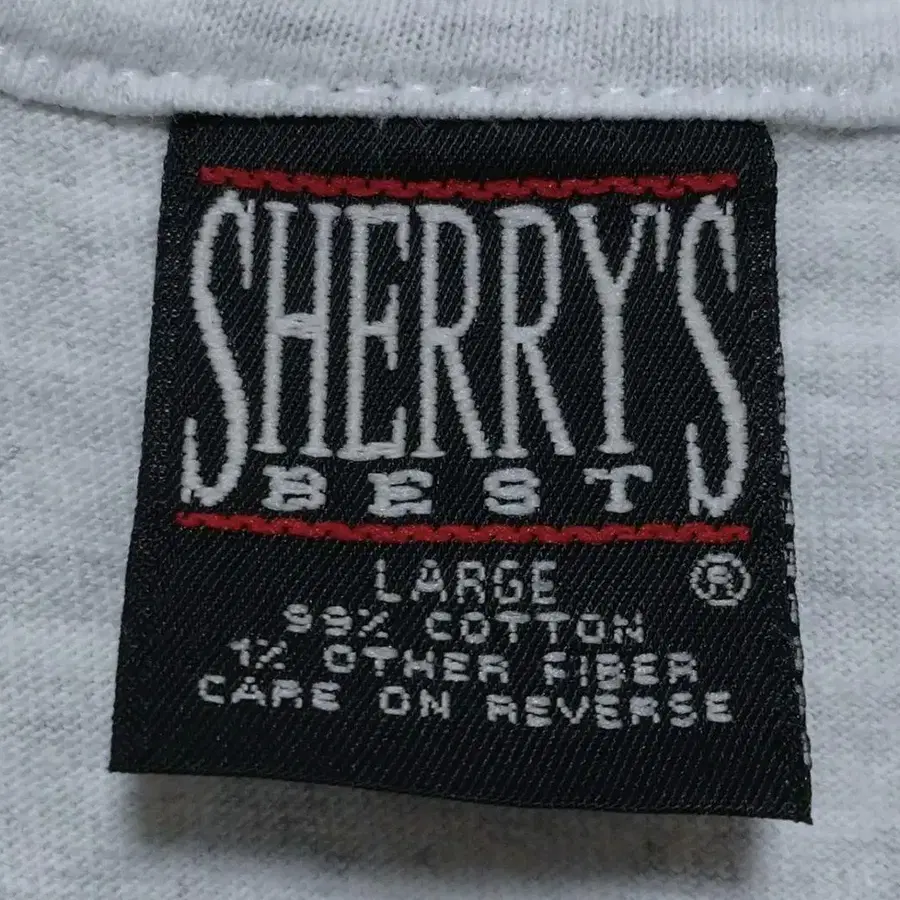 SHERRY'S
BEST
LARGE ®
99% COTTON
1% OTHER FIBER
CARE ON REVERSE